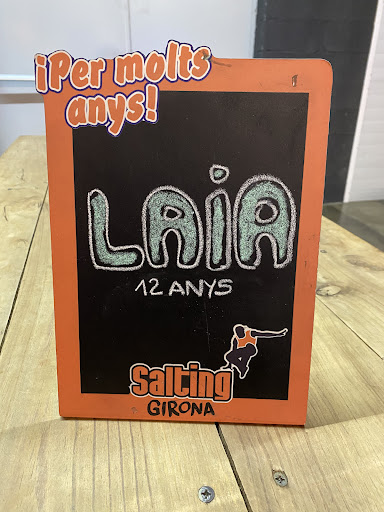 ¡Per molts
anys!
LAiA
12 ANYS
Salting
GIRONA